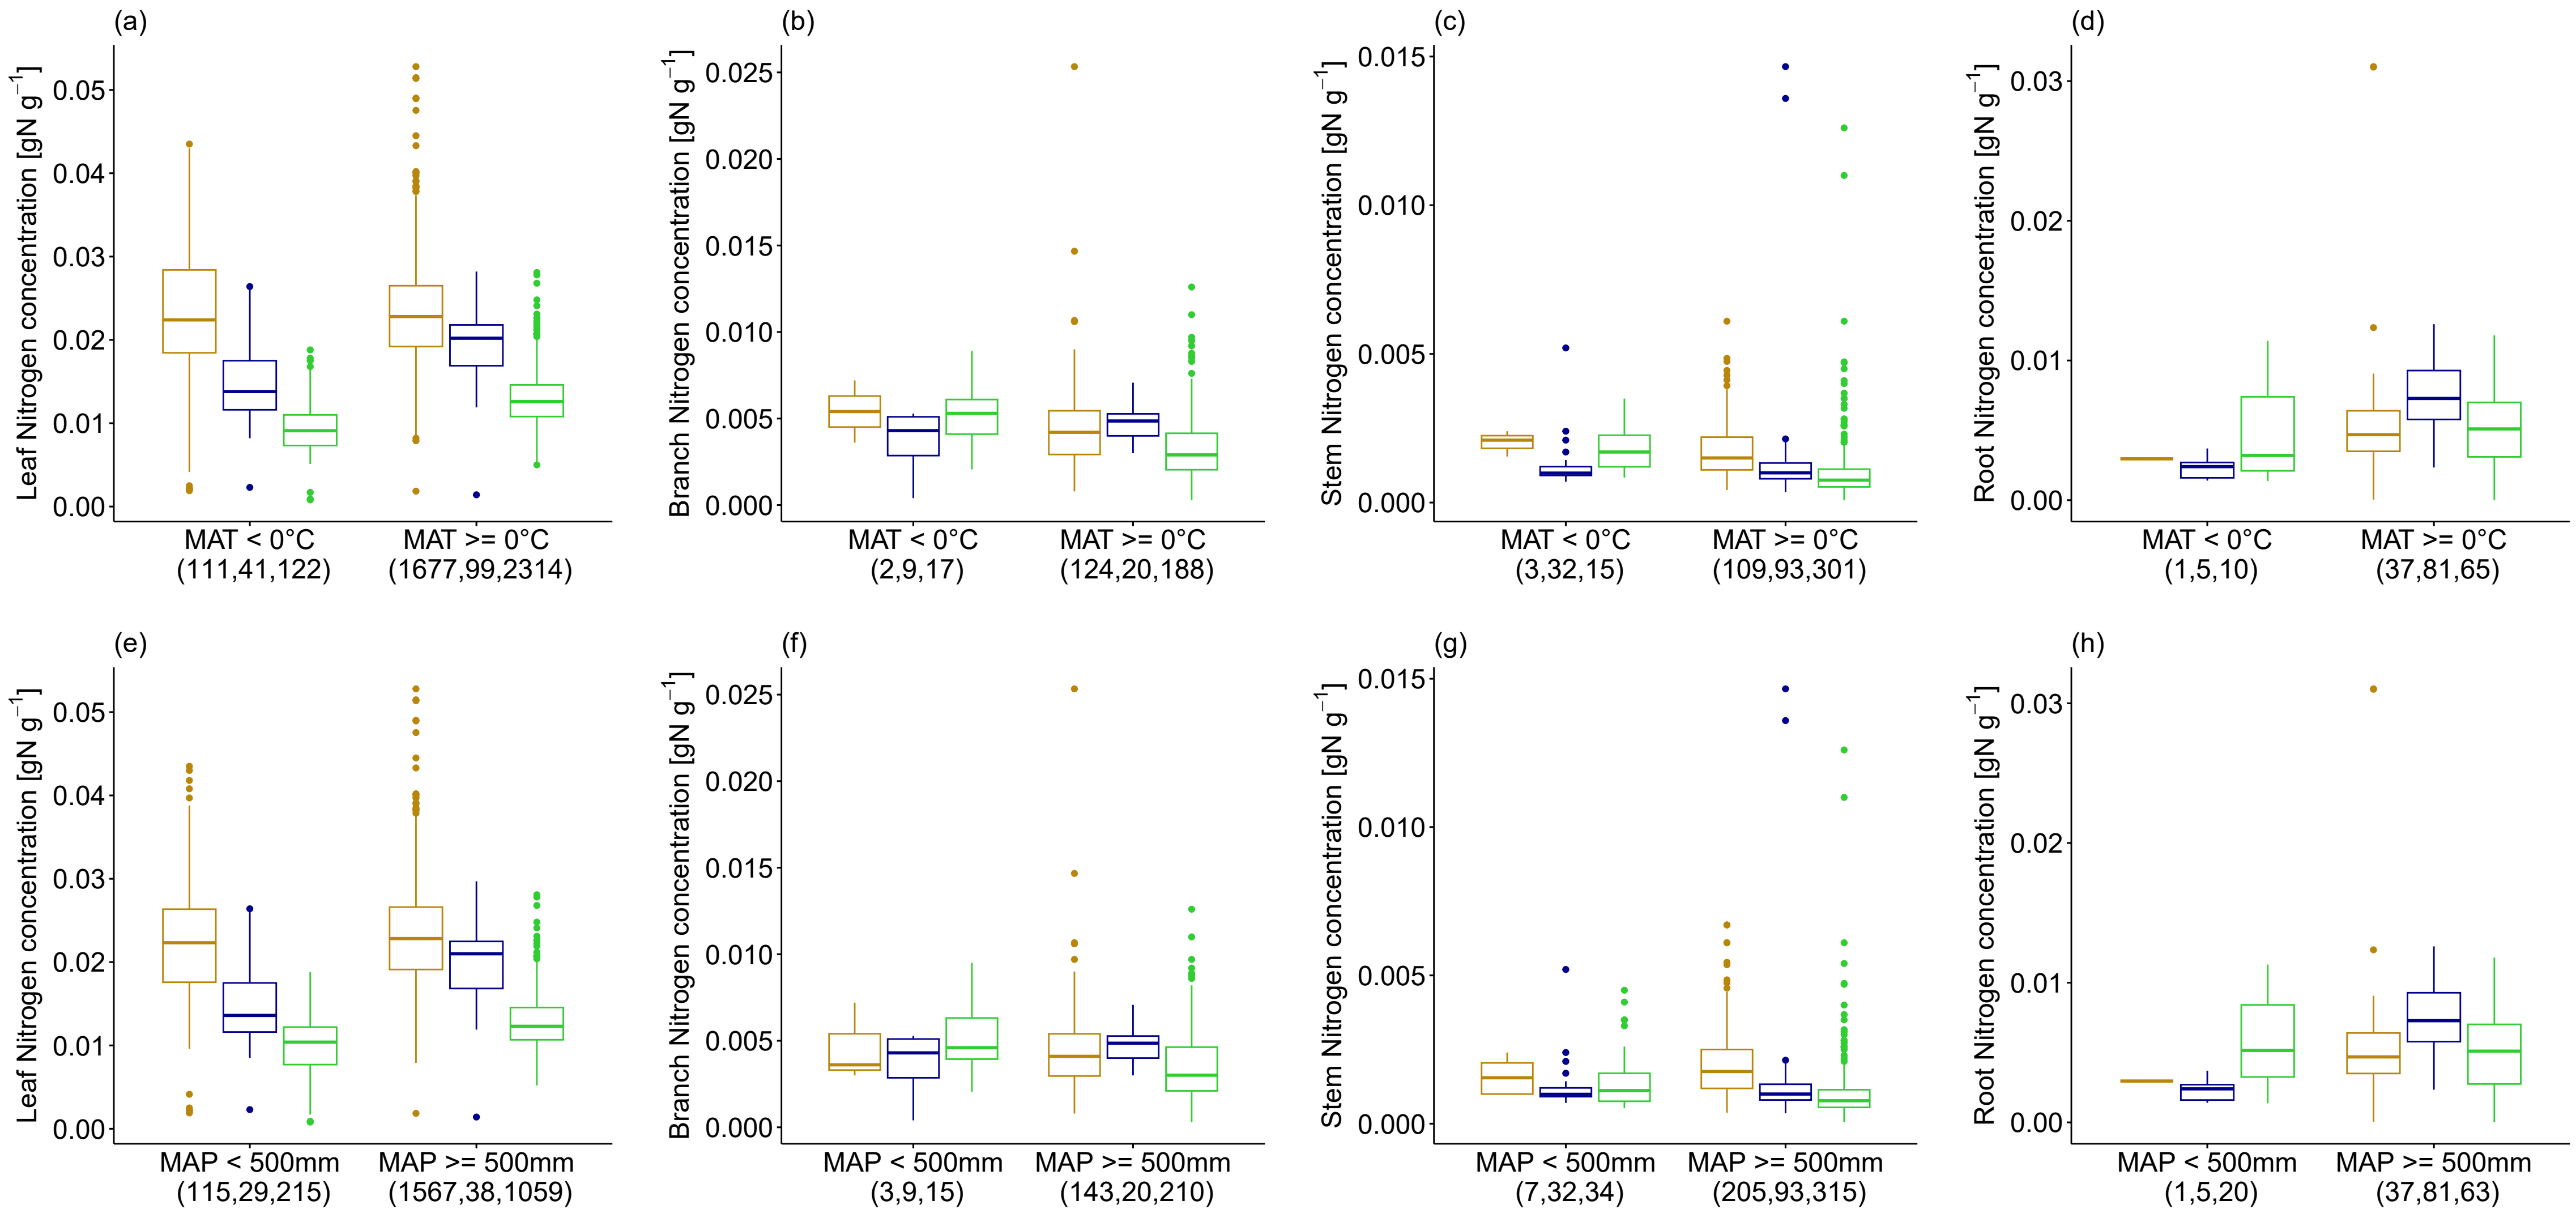 (a)
(b)
(c)
(d)
Leaf Nitrogen concentration [gN g−1]
0.05
0.04
0.03
0.02
0.01
0.00
MAT < 0°C
(111,41,122)
MAT >= 0°C
(1677,99,2314)
Branch Nitrogen concentration [gN g−1]
0.025
0.020
0.015
0.010
0.005
0.000
MAT < 0°C
(2,9,17)
MAT >= 0°C
(124,20,188)
Stem Nitrogen concentration [gN g−1]
0.015
0.010
0.005
0.000
MAT < 0°C
(3,32,15)
MAT >= 0°C
(109,93,301)
Root Nitrogen concentration [gN g−1]
0.03
0.02
0.01
0.00
MAT < 0°C
(1,5,10)
MAT >= 0°C
(37,81,65)
(e)
(f)
(g)
(h)
Leaf Nitrogen concentration [gN g−1]
0.05
0.04
0.03
0.02
0.01
0.00
MAP < 500mm
(115,29,215)
MAP >= 500mm
(1567,38,1059)
Branch Nitrogen concentration [gN g−1]
0.025
0.020
0.015
0.010
0.005
0.000
MAP < 500mm
(3,9,15)
MAP >= 500mm
(143,20,210)
Stem Nitrogen concentration [gN g−1]
0.015
0.010
0.005
0.000
MAP < 500mm
(7,32,34)
MAP >= 500mm
(205,93,315)
Root Nitrogen concentration [gN g−1]
0.03
0.02
0.01
0.00
MAP < 500mm
(1,5,20)
MAP >= 500mm
(37,81,63)